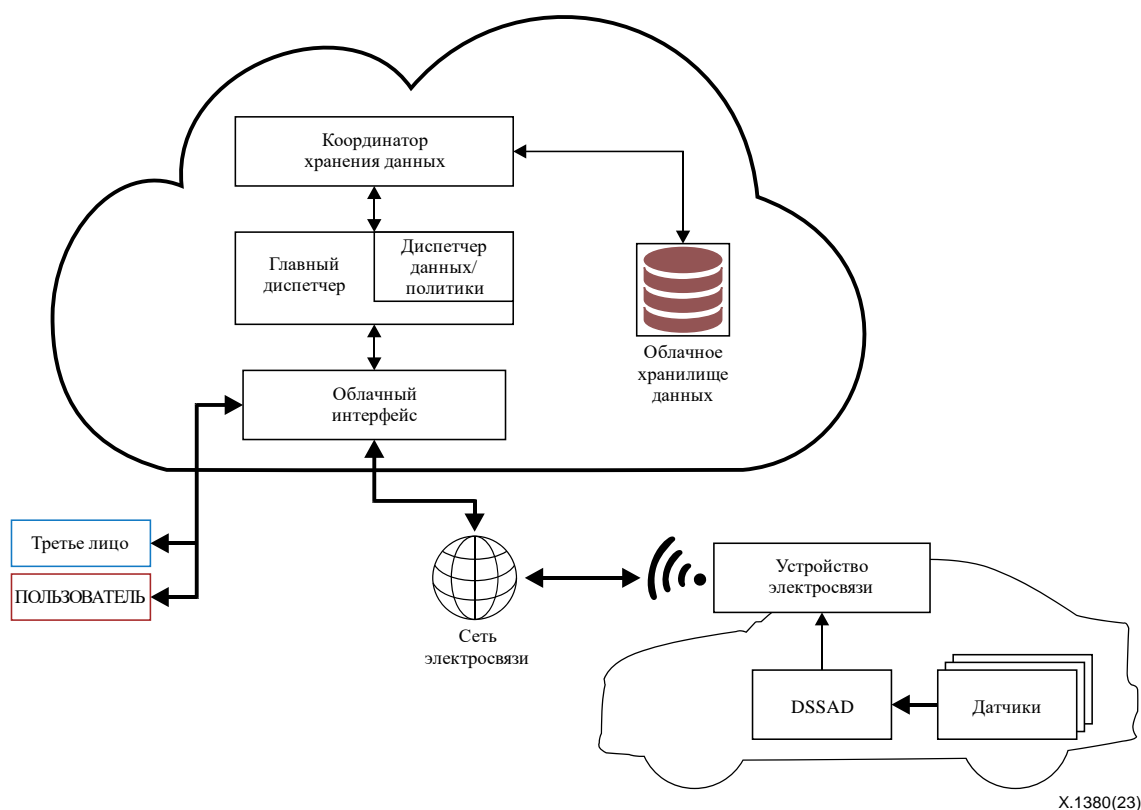 Координатор
хранения данных
Главный
диспетчер
Диспетчер
данных/
политики
Облачное
хранилище
данных
Облачный
интерфейс
Третье лицо
ПОЛЬЗОВАТЕЛЬ
Сеть
электросвязи
Устройство
электросвязи
DSSAD
Датчики
X.1380(23)